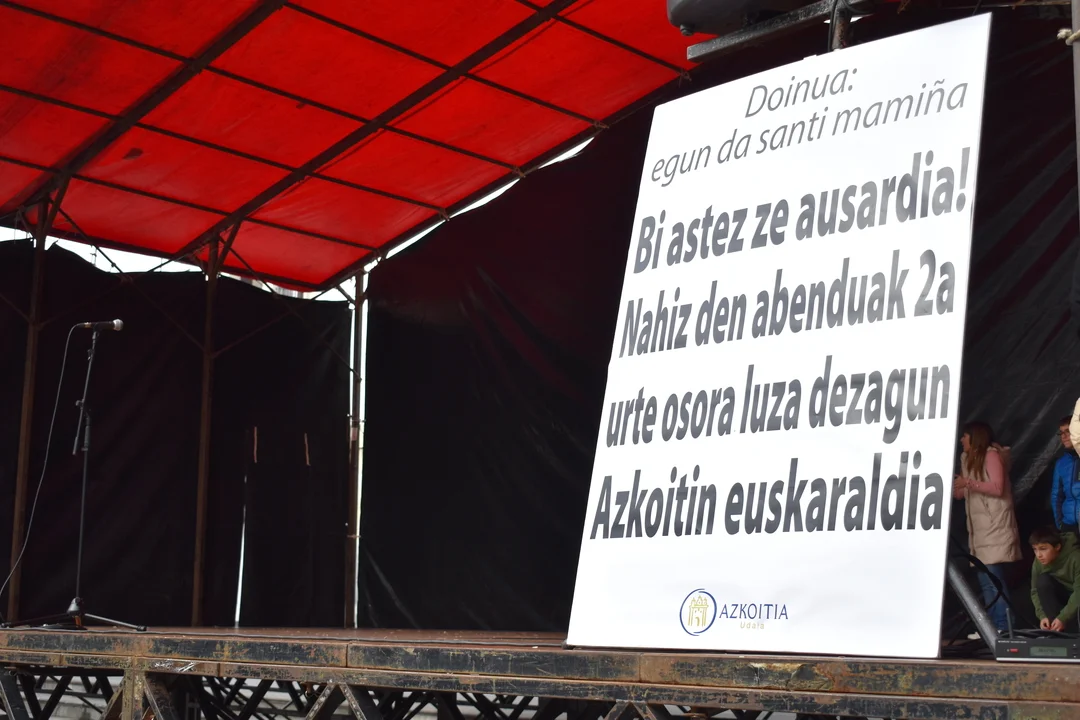 Doinua:
egun da santi mamiña
Bi astez ze ausardia!
Nahiz den abenduak 2a
urte osora luza dezagun
Azkoitin euskaraldia
AZKOITIA
Udala